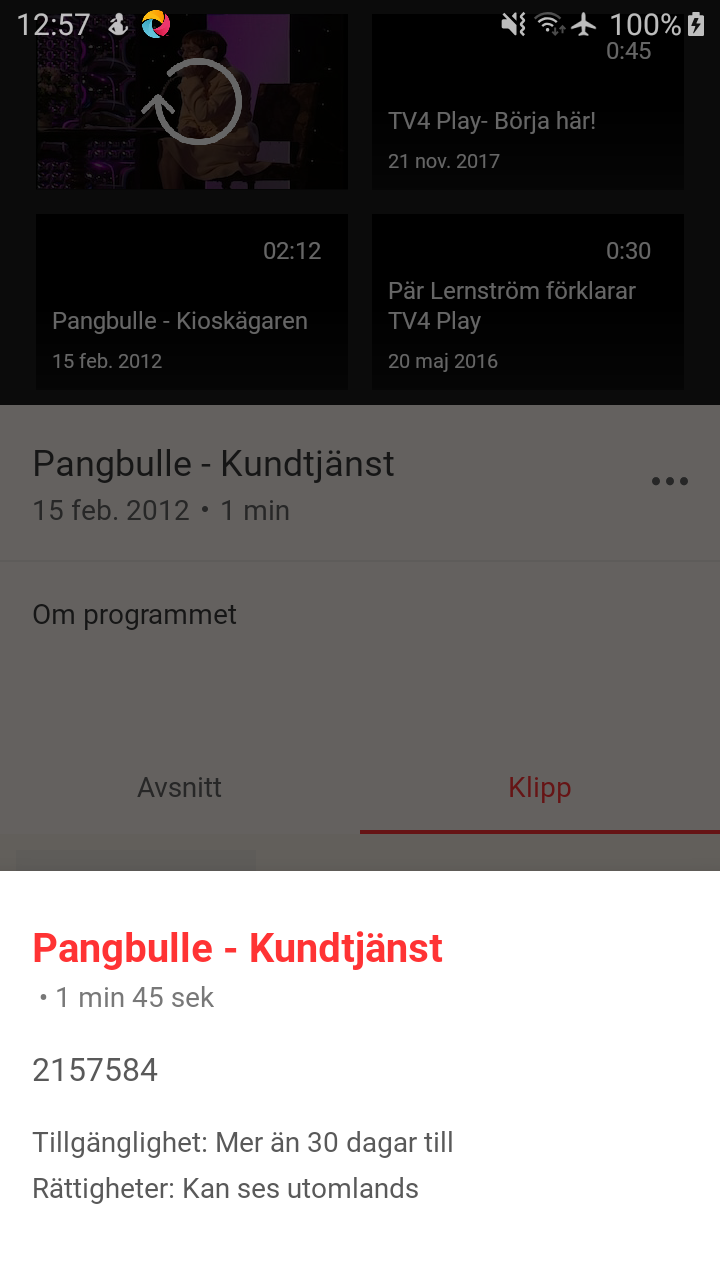 12:57
100%
0:45
TV4 Play- Börja här!
21 nov. 2017
02:12
Pangbulle - Kioskägaren
15 feb. 2012
0:30
Pär Lernström förklarar
TV4 Play
20 maj 2016
Pangbulle - Kundtjänst
15 feb. 2012 • 1 min
Om programmet
Avsnitt
Klipp
Pangbulle - Kundtjänst
• 1 min 45 sek
2157584
Tillgänglighet: Mer än 30 dagar till
Rättigheter: Kan ses utomlands